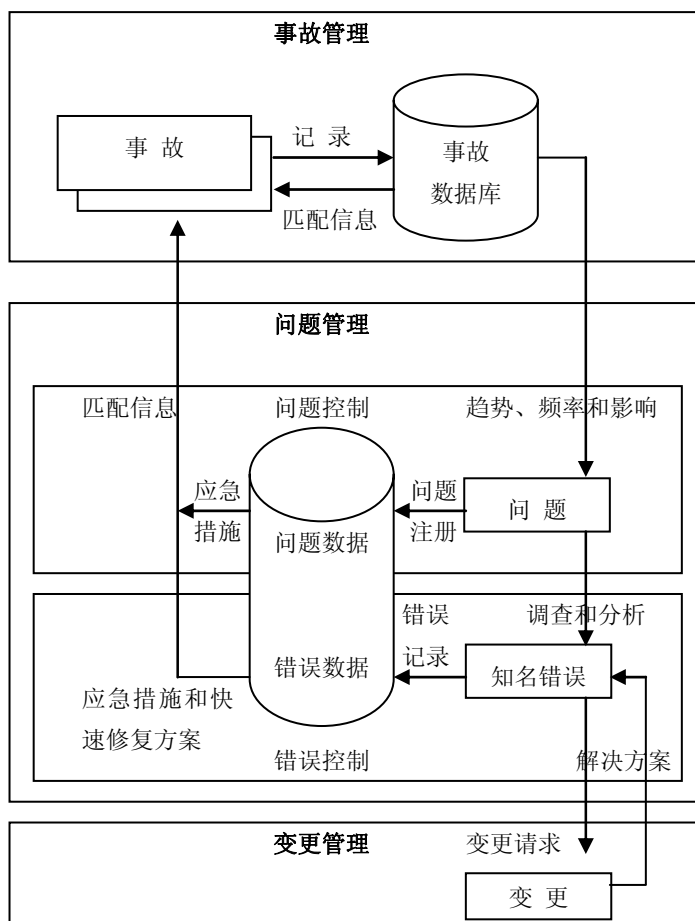 事故管理
事 故
记 录
事故
数据库
匹配信息
问题管理
匹配信息
问题控制
趋势、频率和影响
应急
措施
问题
注册
问 题
问题数据
错误
记录
调查和分析
错误数据
知名错误
应急措施和快
速修复方案
错误控制
解决方案
变更管理
变更请求
变 更